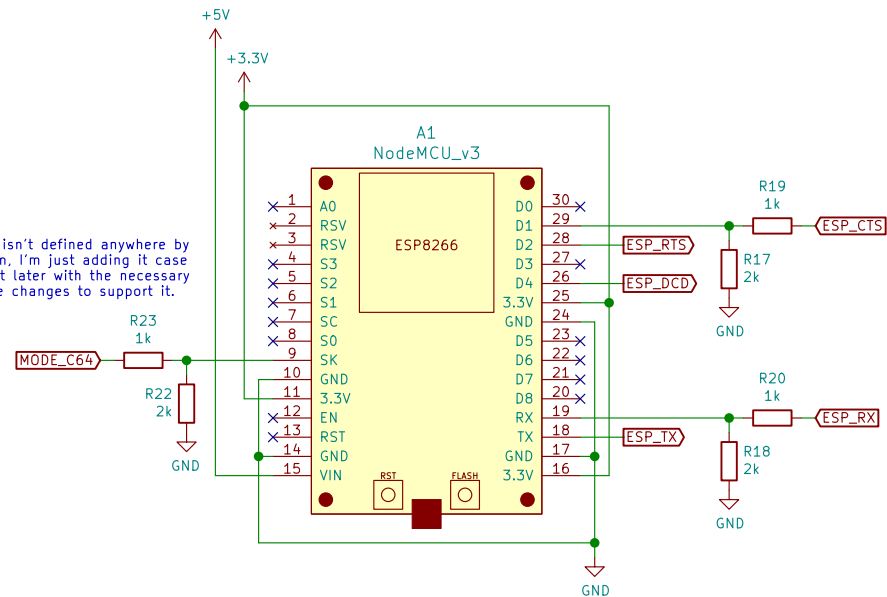 +5V
+3.3V
A1
NodeMCU_v3
ESP8266
isn't defined anywhere by
n, I'm just adding it case
t later with the necessary
e changes to support it.
1 A0
2 RSV
3 RSV
4 S3
5 S2
6 S1
7 SC
8 S0
9 SK
10 GND
11 3.3V
12 EN
13 RST
14 GND
15 VIN
D0 30
D1 29
D2 28
D3 27
D4 26
3.3V 25
GND 24
D5 23
D6 22
D7 21
D8 20
RX 19
TX 18
GND 17
3.3V 16
RST
FLASH
R23
1k
MODE_C64
R22
2k
GND
ESP_RTS
ESP_DCD
ESP_TX
R19
1k
ESP_CTS
R17
2k
GND
R20
1k
ESP_RX
R18
2k
GND
GND